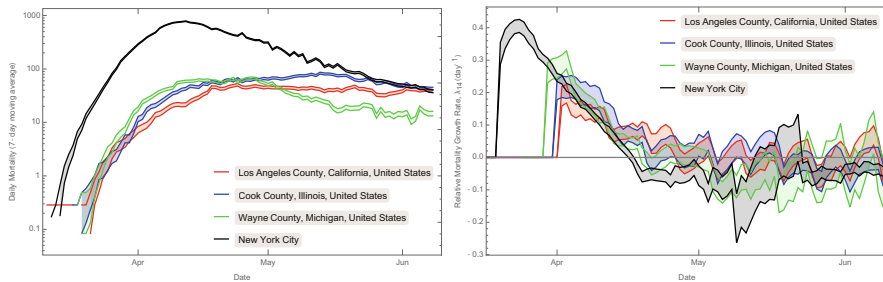 Daily Mortality (7-day moving average)
1000
100
10
1
0.1
Los Angeles County, California, United States
Cook County, Illinois, United States
Wayne County, Michigan, United States
New York City
Apr
May
Jun
Date
Relative Mortality Growth Rate, λ14 (day⁻¹)
0.4
0.3
0.2
0.1
0.0
-0.1
-0.2
-0.3
Los Angeles County, California, United States
Cook County, Illinois, United States
Wayne County, Michigan, United States
New York City
Apr
May
Jun
Date